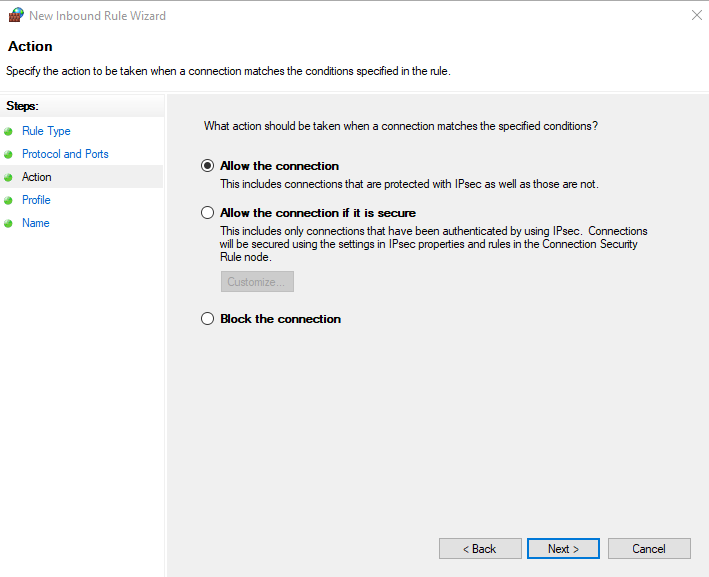 New Inbound Rule Wizard
Action
Specify the action to be taken when a connection matches the conditions specified in the rule.
Steps:
Rule Type
Protocol and Ports
Action
Profile
Name
What action should be taken when a connection matches the specified conditions?
Allow the connection
This includes connections that are protected with IPsec as well as those are not.
Allow the connection if it is secure
This includes only connections that have been authenticated by using IPsec. Connections
will be secured using the settings in IPsec properties and rules in the Connection Security
Rule node.
Customize...
Block the connection
< Back
Next >
Cancel